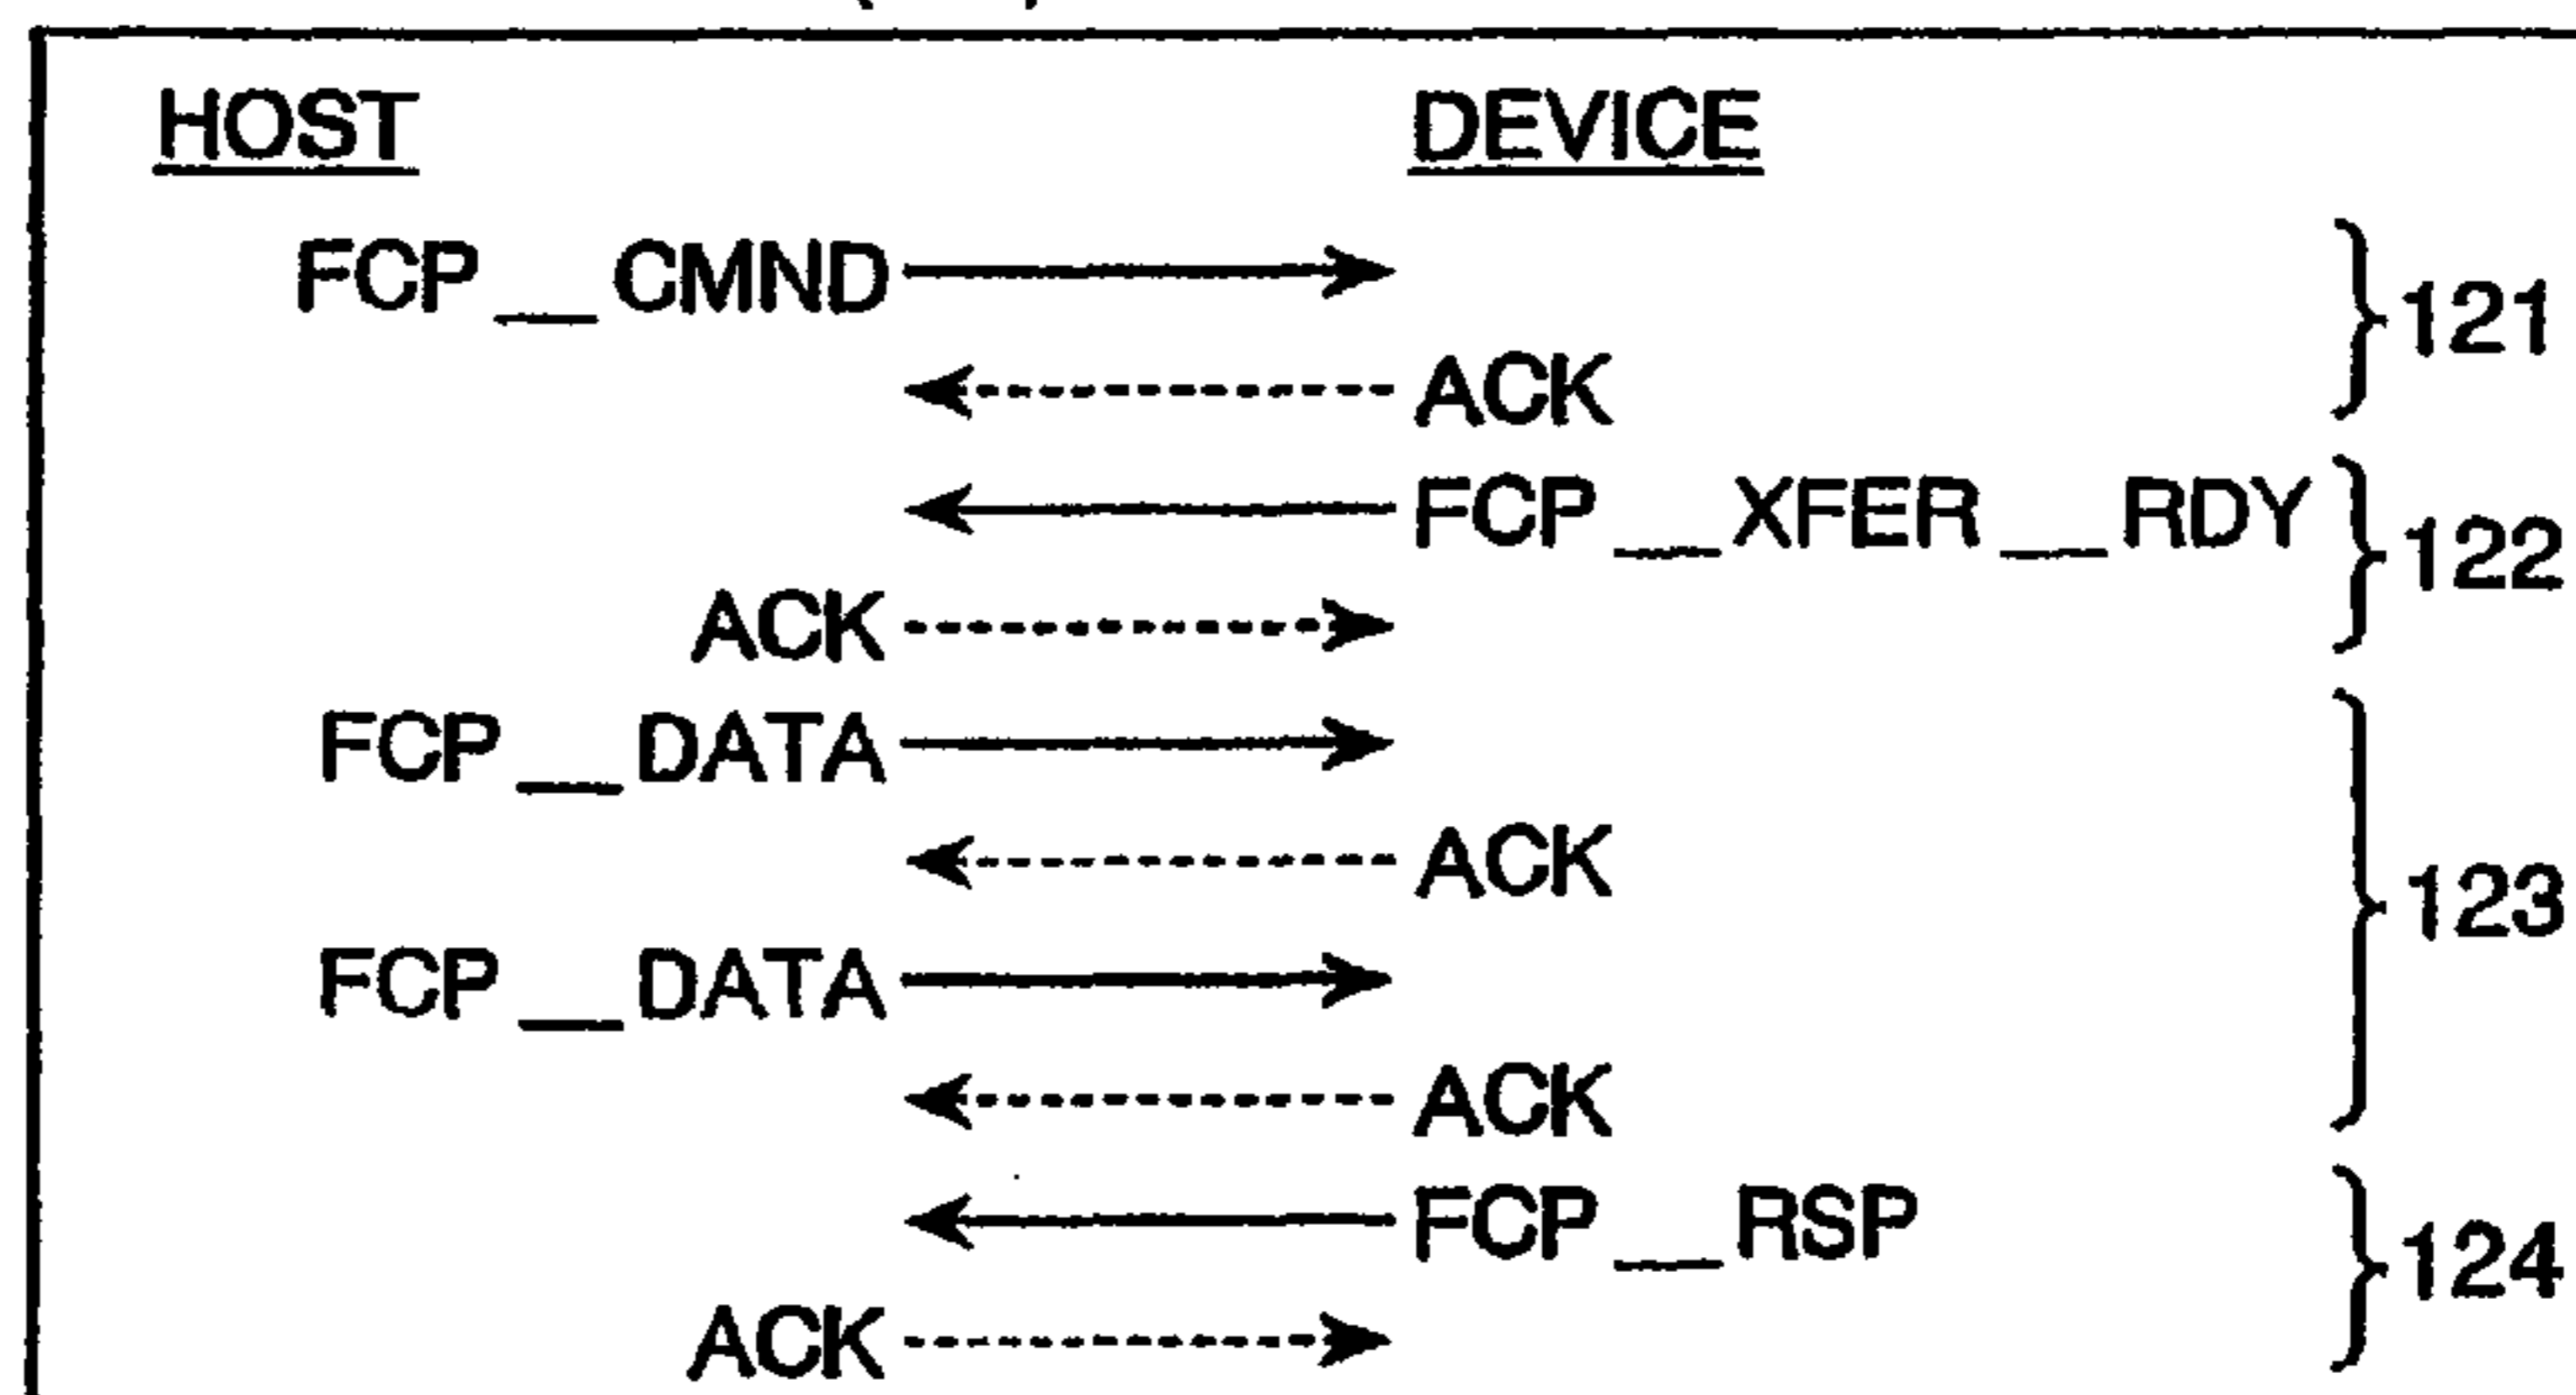 HOST DEVICE
FCP__CMND 121
ACK
FCP__XFER__RDY 122
ACK
FCP__DATA
ACK 123
FCP__DATA
ACK
FCP__RSP 124
ACK